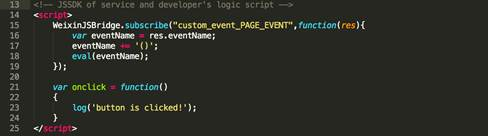 13 <!-- JSSDK of service and developer's logic script -->
14 <script>
15 WeixinJSBridge.subscribe("custom_event_PAGE_EVENT",function(res){
16 var eventName = res.eventName;
17 eventName += '()';
18 eval(eventName);
19 });
20
21 var onclick = function()
22 {
23 log('button is clicked!');
24 }
25 </script>